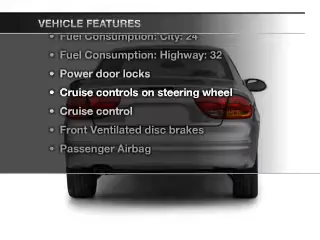 VEHICLE FEATURES
• Fuel Consumption: City: 24
• Fuel Consumption: Highway: 32
• Power door locks
• Cruise controls on steering wheel
• Cruise control
• Front Ventilated disc brakes
• Passenger Airbag